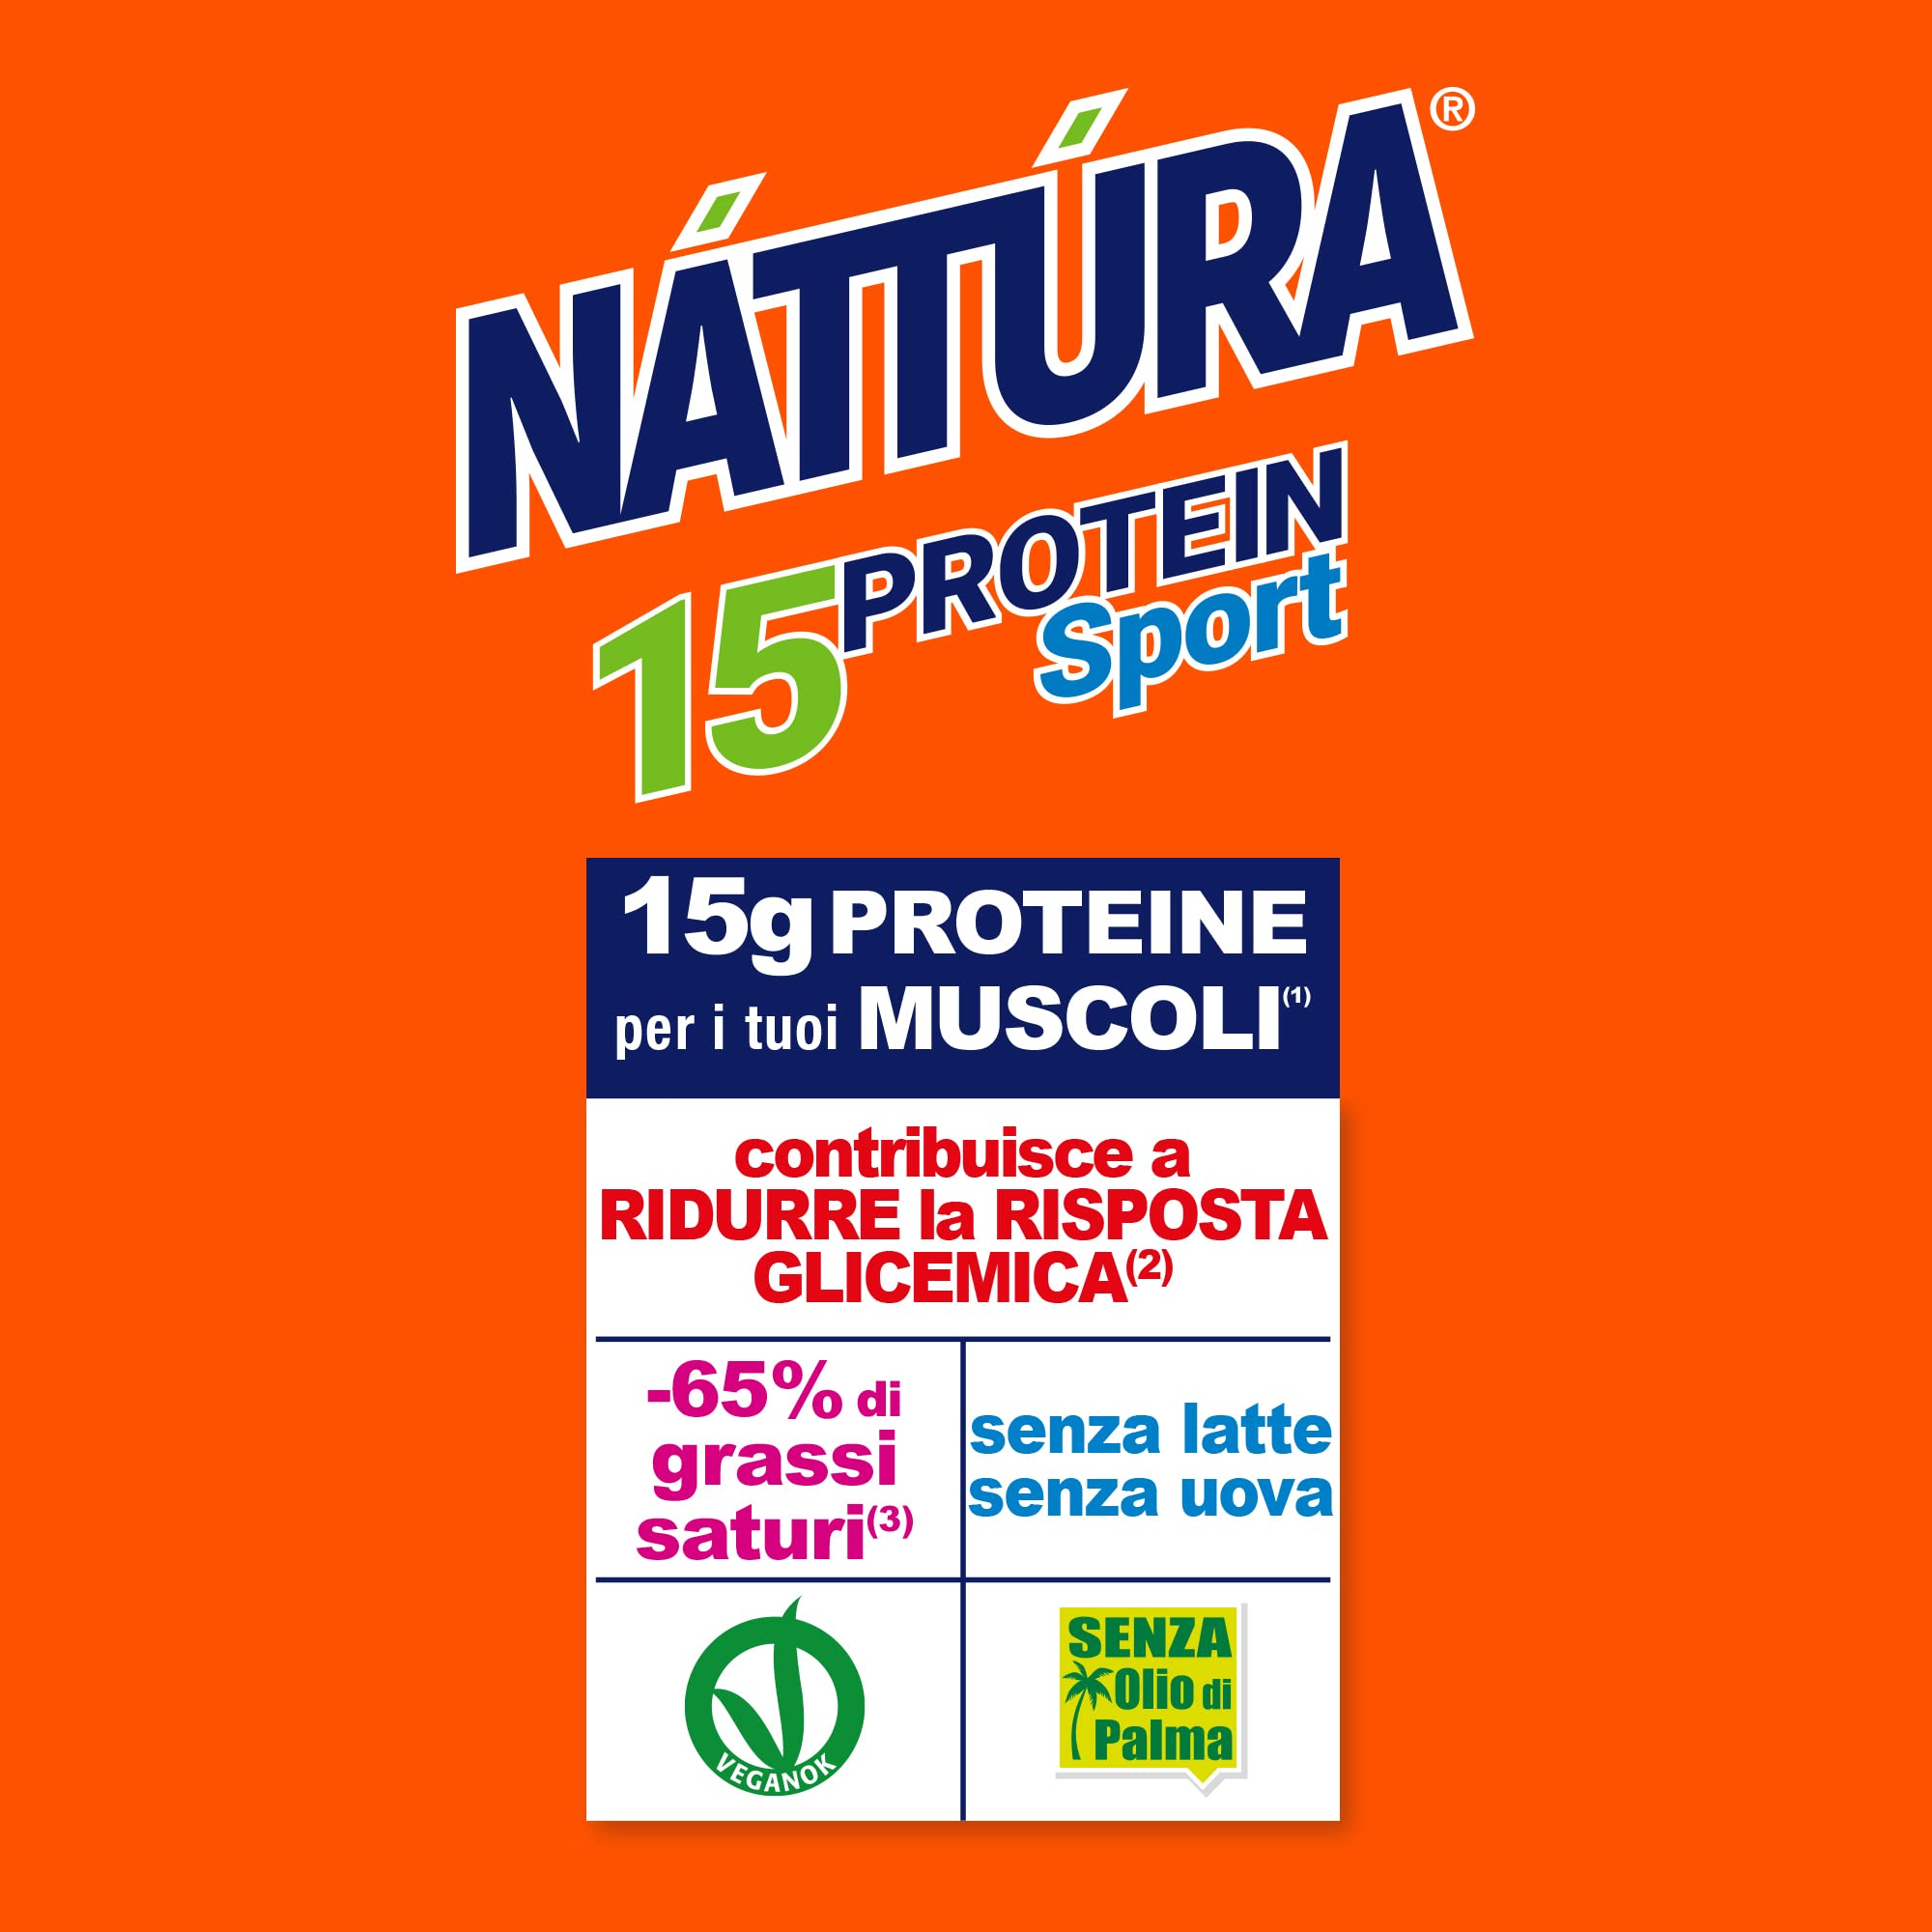 NÁTTÚRA®
15 PROTEIN
Sport
15g PROTEINE
per i tuoi MUSCOLI(1)
contribuisce a
RIDURRE la RISPOSTA
GLICEMICA(2)
-65% di
grassi
saturi(3)
senza latte
senza uova
VEGANOK
SENZA
Olio di
Palma